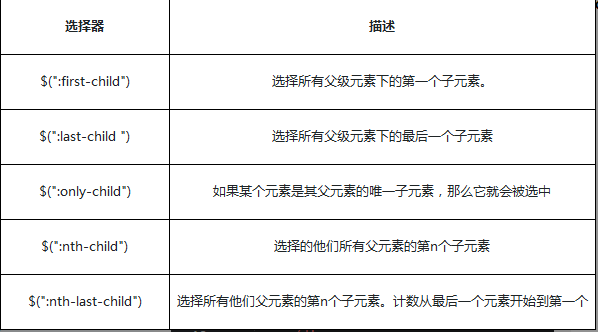 选择器 描述
$(":first-child") 选择所有父级元素下的第一个子元素。
$(":last-child ") 选择所有父级元素下的最后一个子元素
$(":only-child") 如果某个元素是其父元素的唯一子元素，那么它就会被选中
$(":nth-child") 选择的他们所有父元素的第n个子元素
$(":nth-last-child") 选择所有他们父元素的第n个子元素。计数从最后一个元素开始到第一个